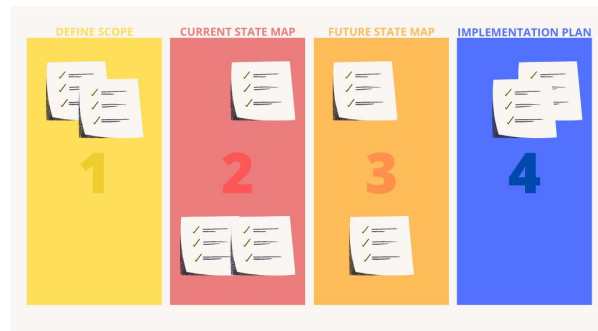 DEFINE SCOPE
CURRENT STATE MAP
FUTURE STATE MAP
IMPLEMENTATION PLAN
1
2
3
4